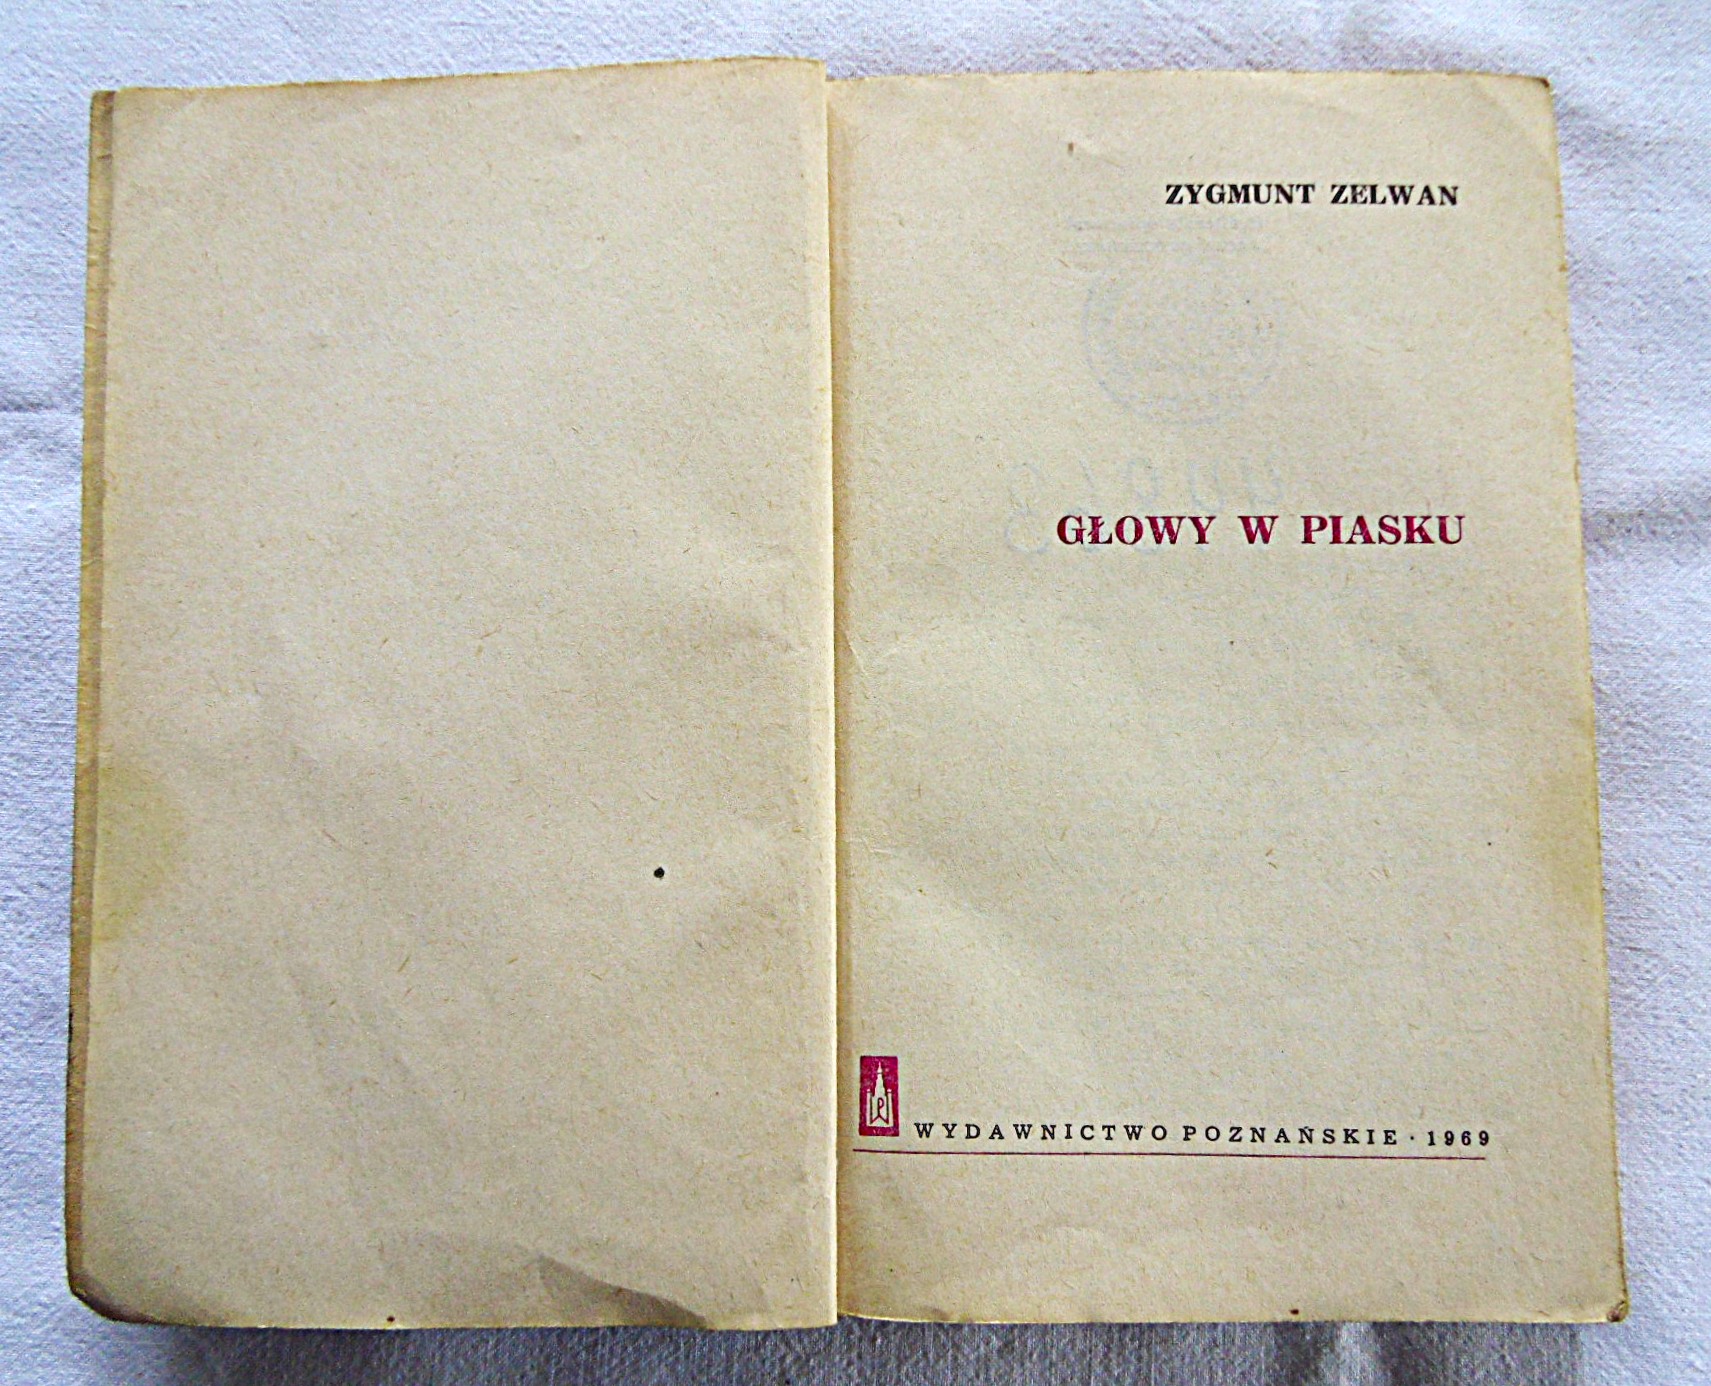 ZYGMUNT ZELWAN
GŁOWY W PIASKU
WYDAWNICTWO POZNAŃSKIE · 1969